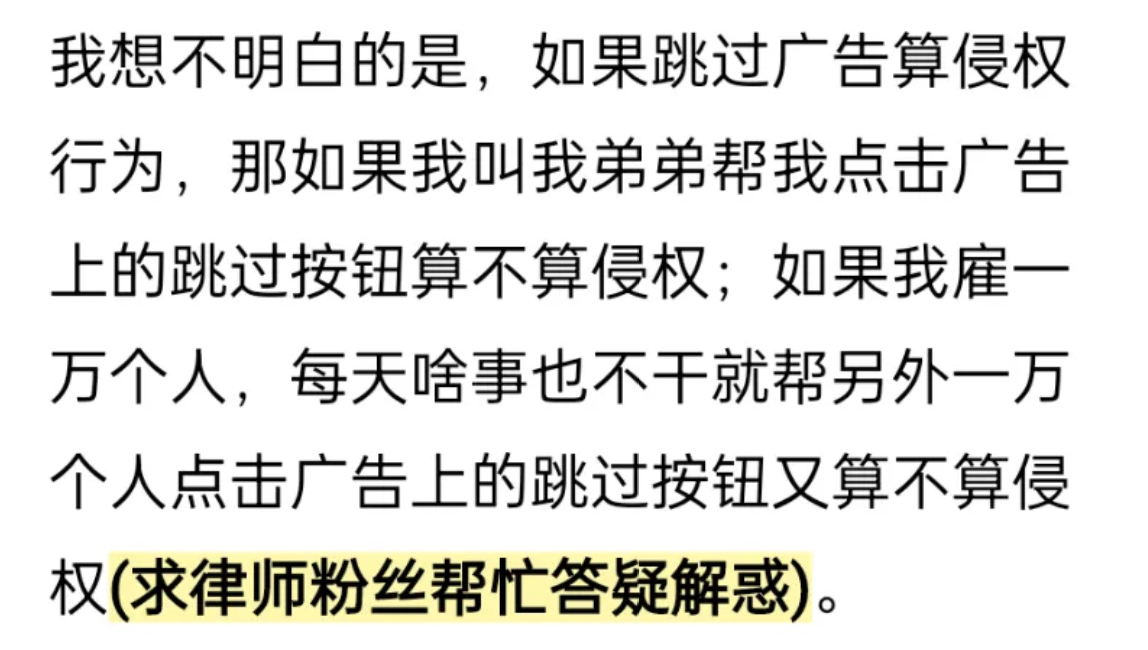 我想不明白的是，如果跳过广告算侵权
行为，那如果我叫我弟弟帮我点击广告
上的跳过按钮算不算侵权；如果我雇一
万个人，每天啥事也不干就帮另外一万
个人点击广告上的跳过按钮又算不算侵
权(求律师粉丝帮忙答疑解惑)。